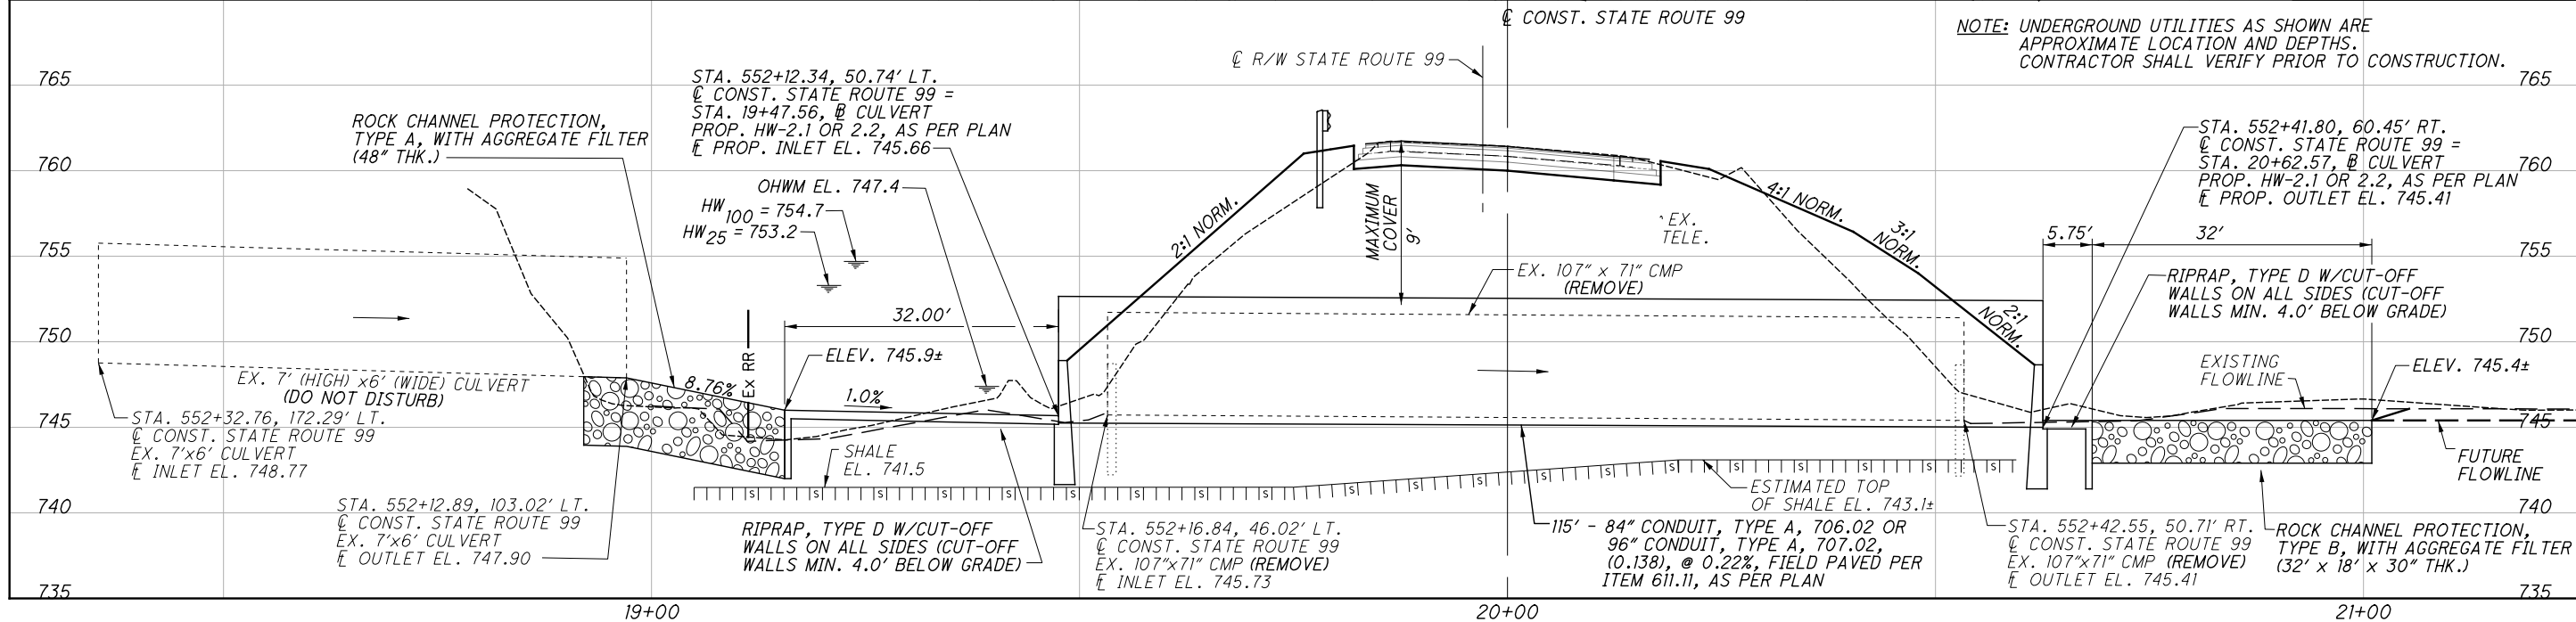 ℄ CONST. STATE ROUTE 99
NOTE: UNDERGROUND UTILITIES AS SHOWN ARE
APPROXIMATE LOCATION AND DEPTHS.
CONTRACTOR SHALL VERIFY PRIOR TO CONSTRUCTION.
℄ R/W STATE ROUTE 99
765
765
760
760
755
755
750
750
745
745
740
740
735
735
ROCK CHANNEL PROTECTION,
TYPE A, WITH AGGREGATE FILTER
(48" THK.)
STA. 552+12.34, 50.74' LT.
℄ CONST. STATE ROUTE 99 =
STA. 19+47.56, ␢ CULVERT
PROP. HW-2.1 OR 2.2, AS PER PLAN
FL PROP. INLET EL. 745.66
OHWM EL. 747.4
HW100 = 754.7
HW25 = 753.2
2:1 NORM.
MAXIMUM
COVER
9'
EX.
TELE.
4:1 NORM.
3:1
NORM.
2:1
NORM.
STA. 552+41.80, 60.45' RT.
℄ CONST. STATE ROUTE 99 =
STA. 20+62.57, ␢ CULVERT
PROP. HW-2.1 OR 2.2, AS PER PLAN
FL PROP. OUTLET EL. 745.41
5.75'
32'
RIPRAP, TYPE D W/CUT-OFF
WALLS ON ALL SIDES (CUT-OFF
WALLS MIN. 4.0' BELOW GRADE)
EX. 107" x 71" CMP
(REMOVE)
32.00'
ELEV. 745.9±
EX RR
8.76%
1.0%
EX. 7' (HIGH) x6' (WIDE) CULVERT
(DO NOT DISTURB)
STA. 552+32.76, 172.29' LT.
℄ CONST. STATE ROUTE 99
EX. 7'x6' CULVERT
FL INLET EL. 748.77
EXISTING
FLOWLINE
ELEV. 745.4±
SHALE
EL. 741.5
S S S S S S S S S S S S S S S S S S S S
FUTURE
FLOWLINE
ESTIMATED TOP
OF SHALE EL. 743.1±
STA. 552+12.89, 103.02' LT.
℄ CONST. STATE ROUTE 99
EX. 7'x6' CULVERT
FL OUTLET EL. 747.90
RIPRAP, TYPE D W/CUT-OFF
WALLS ON ALL SIDES (CUT-OFF
WALLS MIN. 4.0' BELOW GRADE)
STA. 552+16.84, 46.02' LT.
℄ CONST. STATE ROUTE 99
EX. 107"x71" CMP (REMOVE)
FL INLET EL. 745.73
115' - 84" CONDUIT, TYPE A, 706.02 OR
96" CONDUIT, TYPE A, 707.02,
(0.138), @ 0.22%, FIELD PAVED PER
ITEM 611.11, AS PER PLAN
STA. 552+42.55, 50.71' RT.
℄ CONST. STATE ROUTE 99
EX. 107"x71" CMP (REMOVE)
FL OUTLET EL. 745.41
ROCK CHANNEL PROTECTION,
TYPE B, WITH AGGREGATE FILTER
(32' x 18' x 30" THK.)
19+00
20+00
21+00